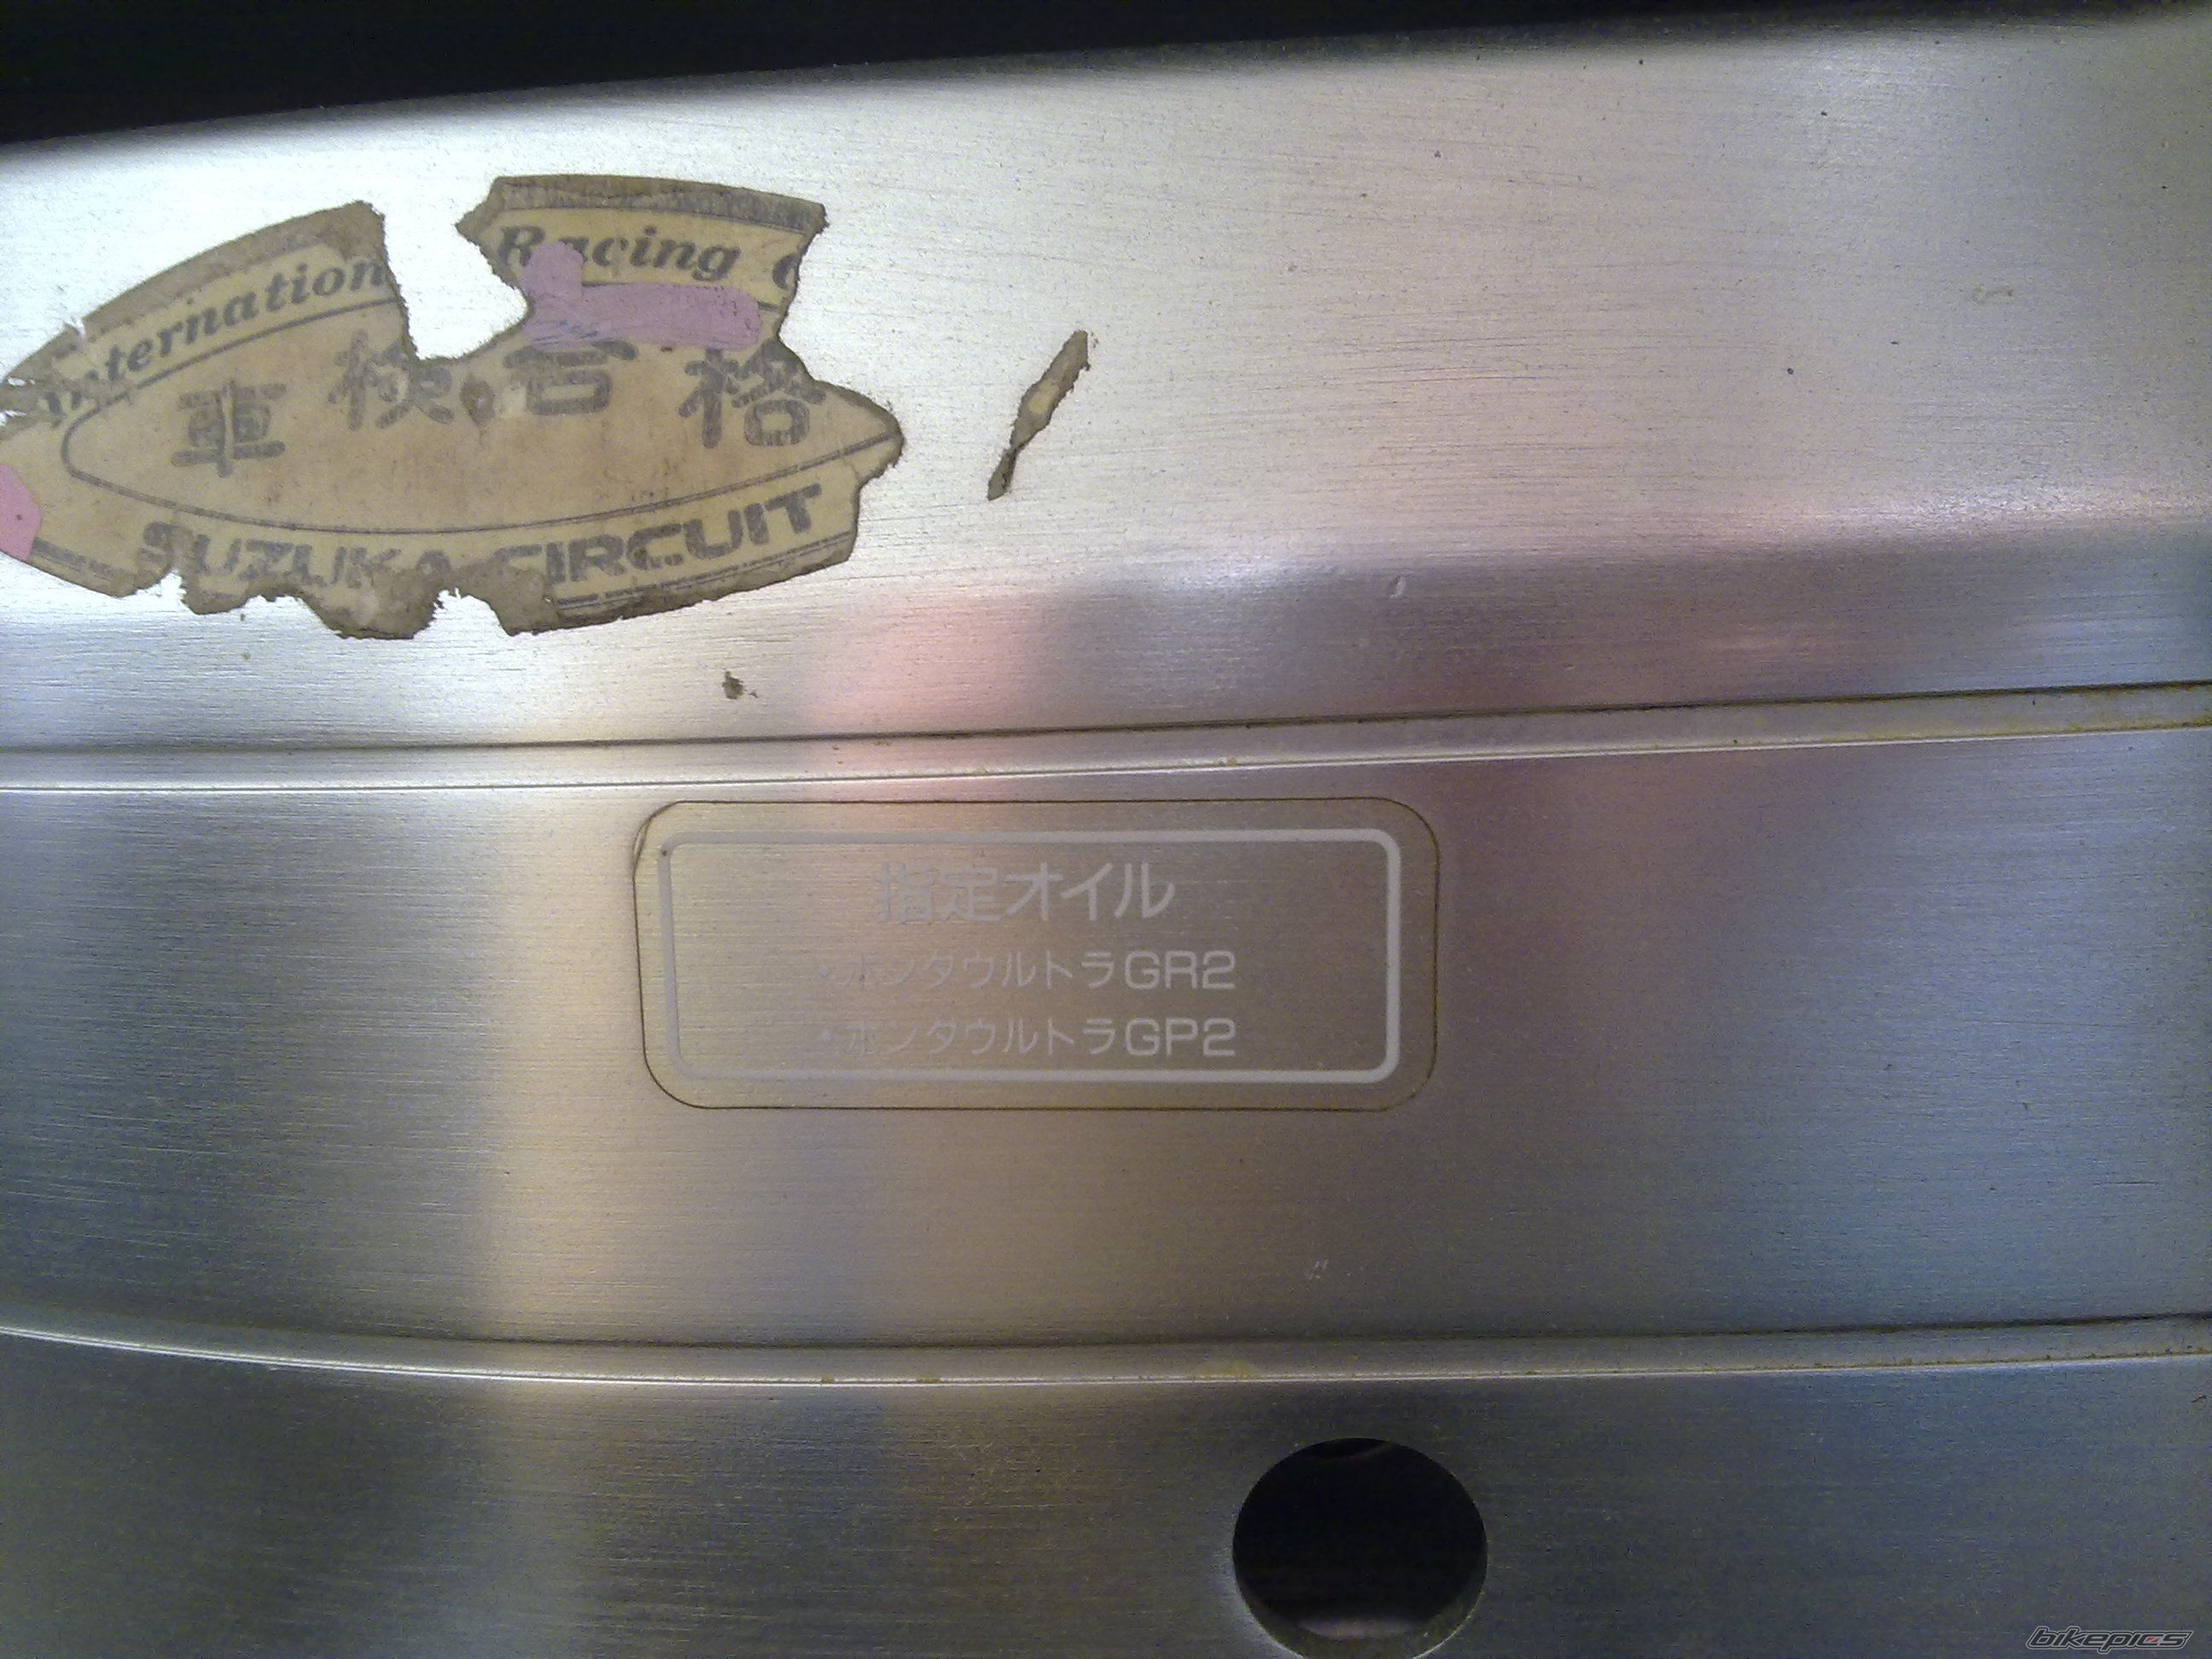 International Racing
車検合格
SUZUKA CIRCUIT
指定オイル
・ホンダウルトラGR2
・ホンダウルトラGP2
bikepics